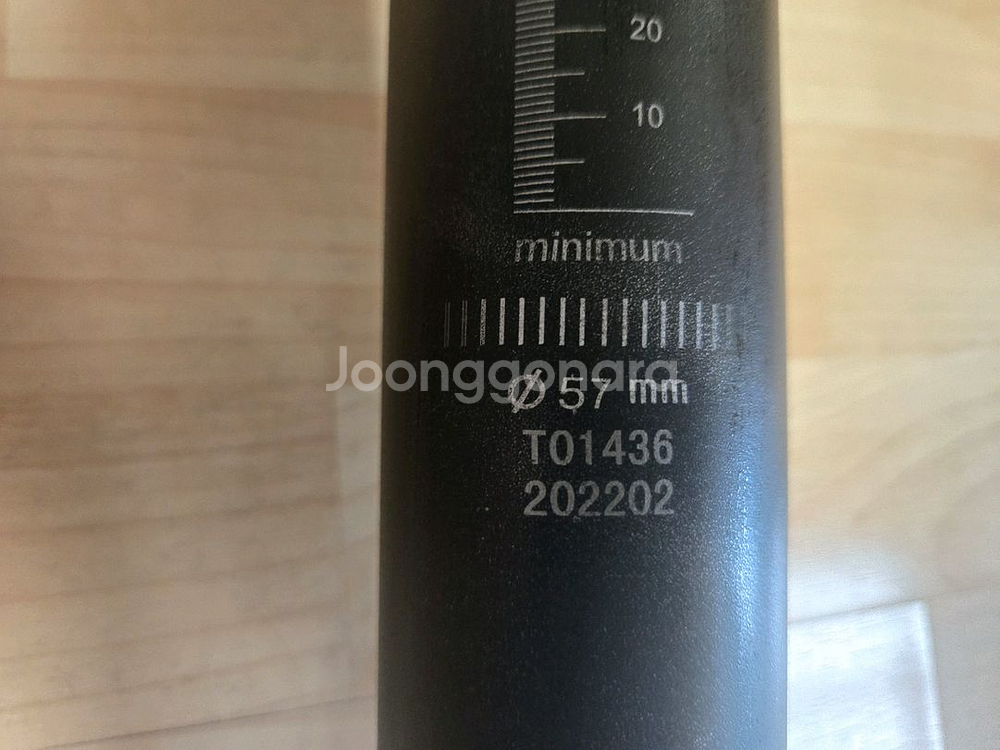 20
10
minimum
Joonggonara
Ø 57 mm
T01436
202202